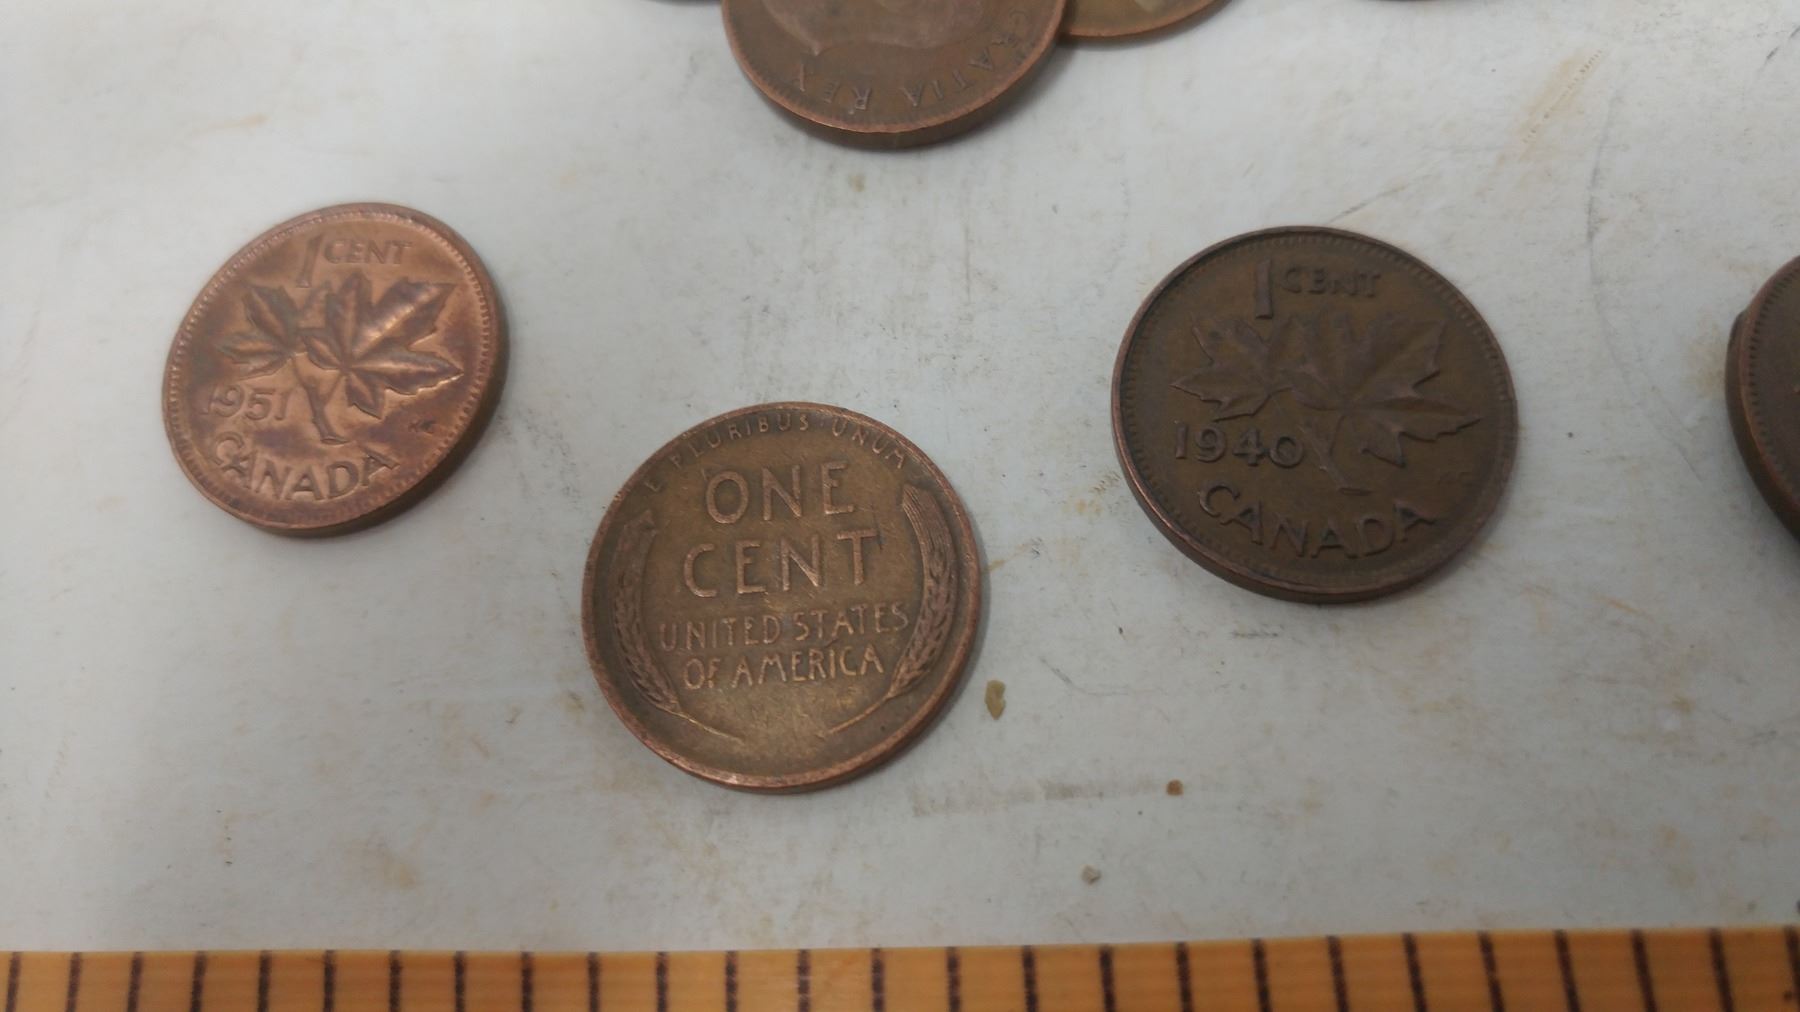 GRATIA REX
1 CENT
1951
CANADA
E PLURIBUS UNUM
ONE
CENT
UNITED STATES
OF AMERICA
1 CENT
1940
CANADA